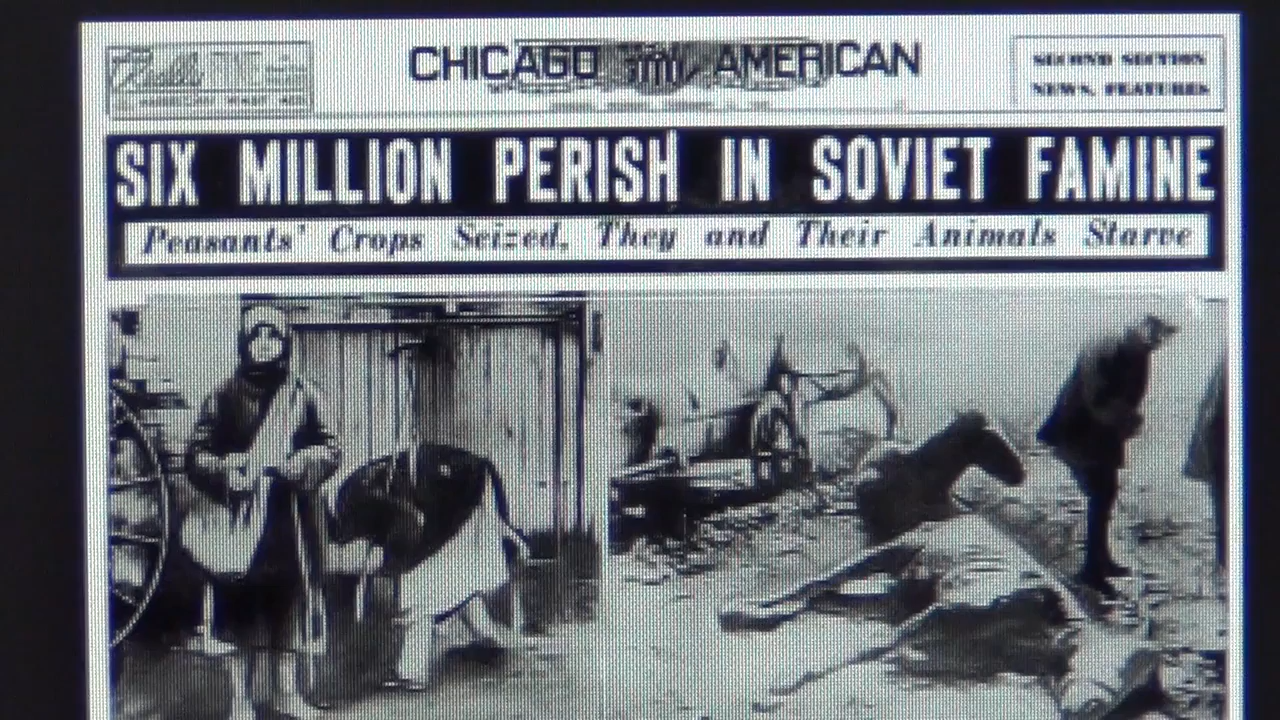 CHICAGO AMERICAN
SECOND SECTION
NEWS, FEATURES
SIX MILLION PERISH IN SOVIET FAMINE
Peasants' Crops Seized, They and Their Animals Starve